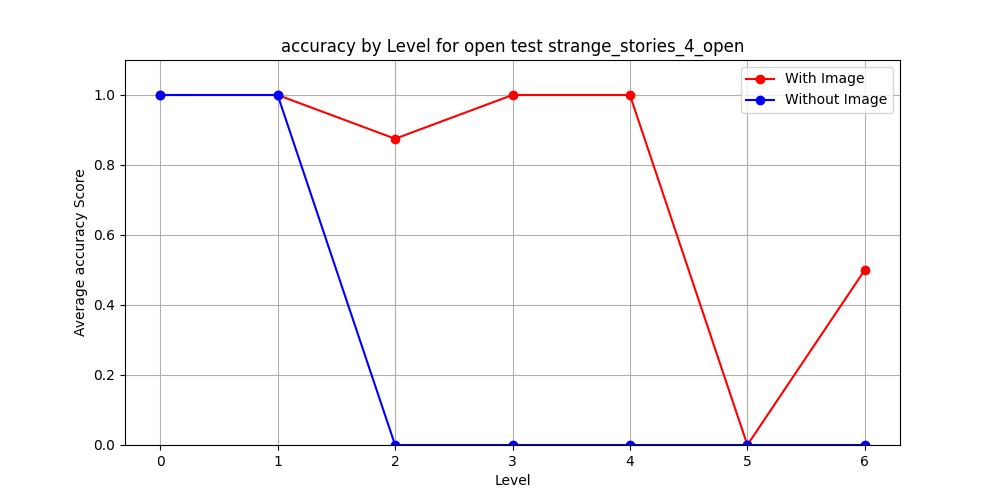 accuracy by Level for open test strange_stories_4_open
With Image
Without Image
1.0
0.8
0.6
0.4
0.2
0.0
Average accuracy Score
0 1 2 3 4 5 6
Level